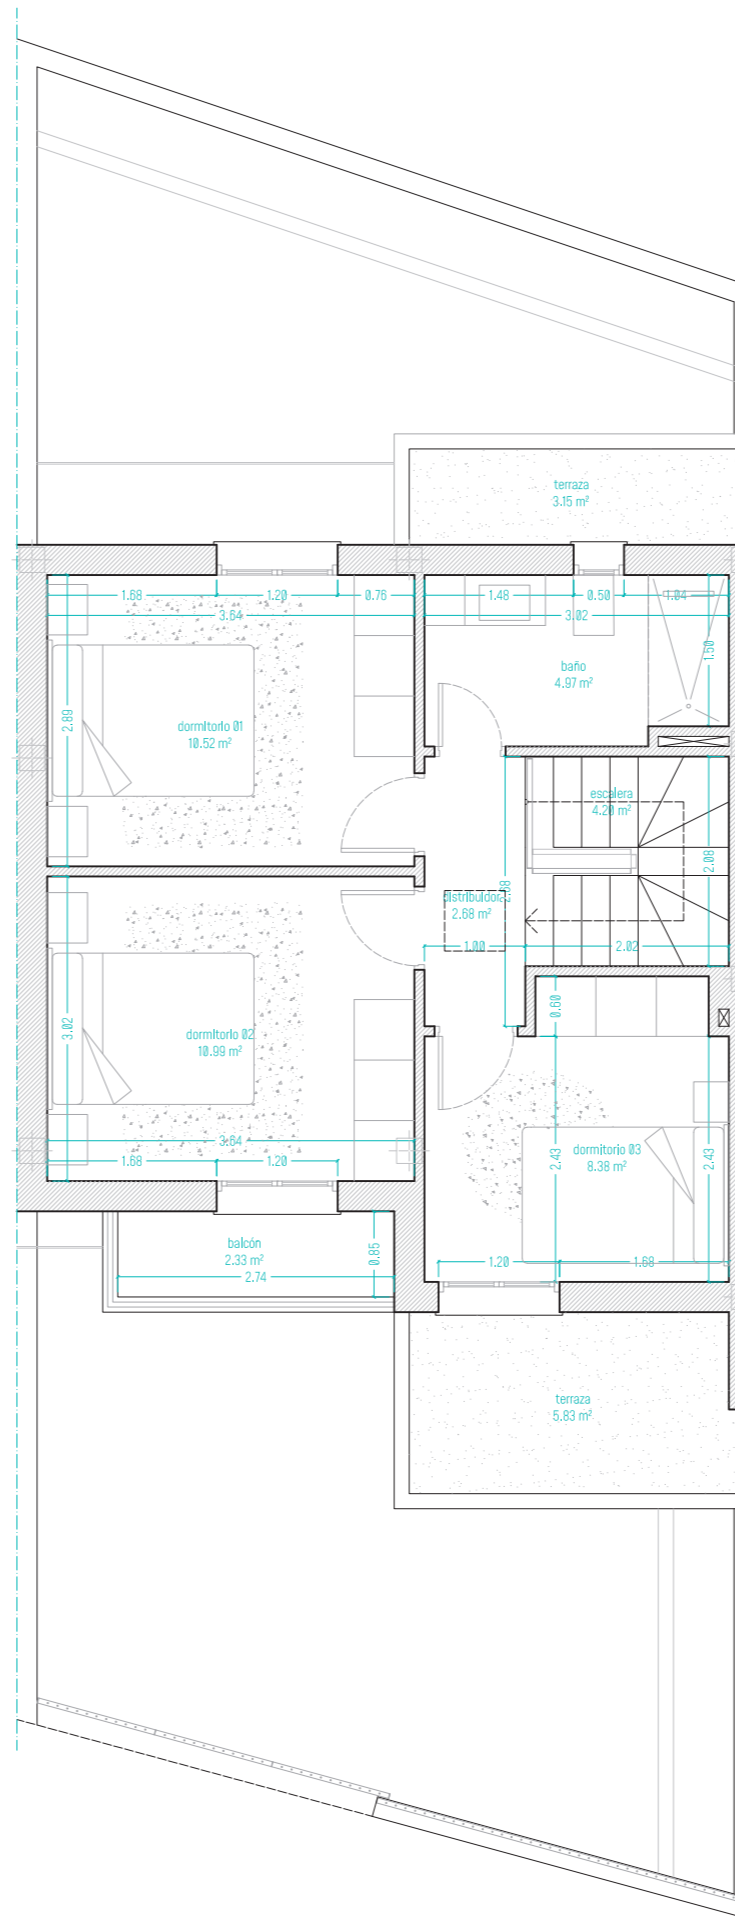 terraza
3.15 m²
1.68
1.20
0.76
3.64
1.48
0.50
1.04
3.02
1.50
baño
4.97 m²
2.89
dormitorio 01
10.52 m²
escalera
4.20 m²
2.08
distribuidor
2.68 m²
1.00
2.02
0.60
3.02
dormitorio 02
10.99 m²
3.64
1.68
1.20
2.43
dormitorio 03
8.38 m²
2.43
balcón
2.33 m²
2.74
0.85
1.20
1.68
terraza
5.83 m²